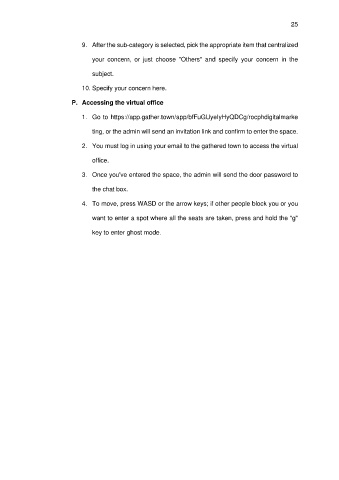 25
9. After the sub-category is selected, pick the appropriate item that centralized
your concern, or just choose "Others" and specify your concern in the
subject.
10. Specify your concern here.
P. Accessing the virtual office
1. Go to https://app.gather.town/app/bfFuGUyelyHyQDCg/rocphdigitalmarke
ting, or the admin will send an invitation link and confirm to enter the space.
2. You must log in using your email to the gathered town to access the virtual
office.
3. Once you've entered the space, the admin will send the door password to
the chat box.
4. To move, press WASD or the arrow keys; if other people block you or you
want to enter a spot where all the seats are taken, press and hold the "g"
key to enter ghost mode.